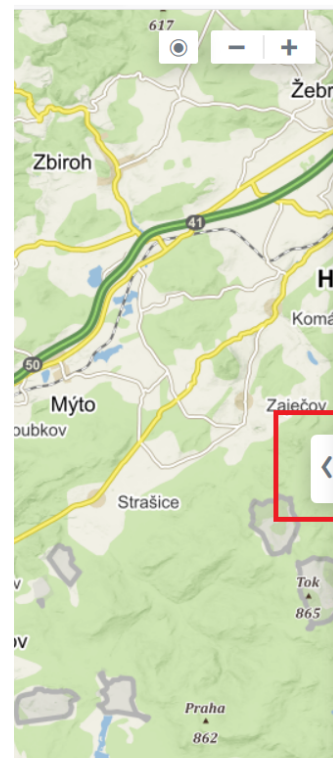 617
Žebr
Zbiroh
41
H
Komá
50
Mýto
Zaječov
oubkov
Strašice
Tok
865
v
ov
Praha
862